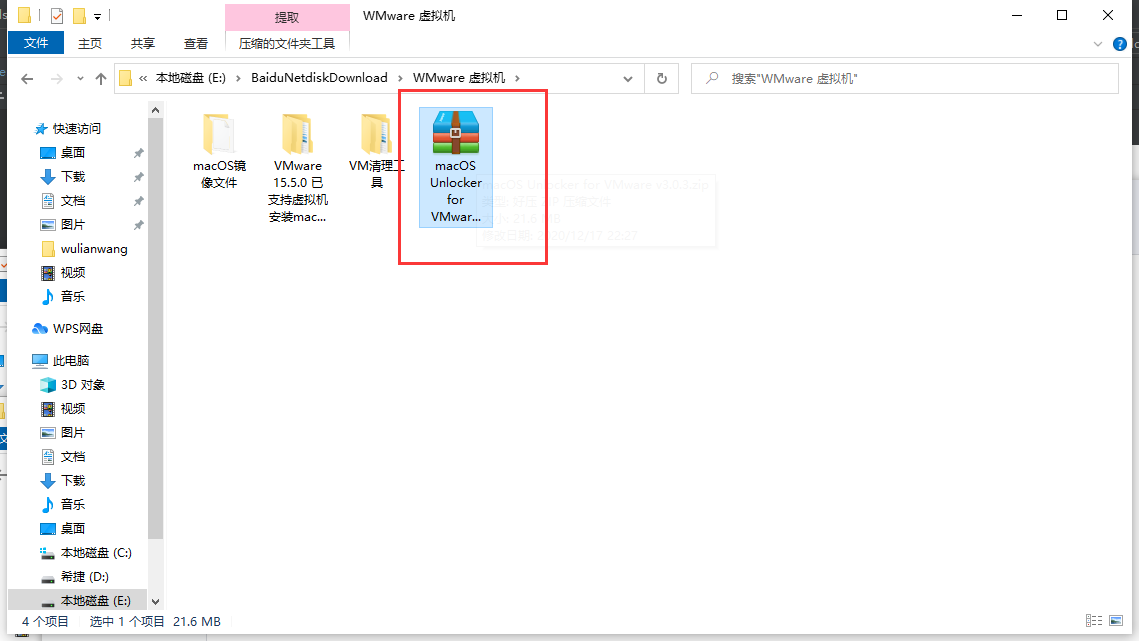 提取
WMware 虚拟机
文件
主页
共享
查看
压缩的文件夹工具
«
本地磁盘 (E:)
BaiduNetdiskDownload
WMware 虚拟机
搜索"WMware 虚拟机"
快速访问
桌面
下载
文档
图片
wulianwang
视频
音乐
WPS网盘
此电脑
3D 对象
视频
图片
文档
下载
音乐
桌面
本地磁盘 (C:)
希捷 (D:)
本地磁盘 (E:)
macOS镜
像文件
VMware
15.5.0 已
支持虚拟机
安装mac...
VM清理工
具
macOS
Unlocker
for
VMwar...
macOS Unlocker for VMware v3.0.3.zip
类型: 好压 ZIP 压缩文件
大小: 21.6 MB
修改日期: 2020/12/17 22:27
4 个项目
选中 1 个项目
21.6 MB